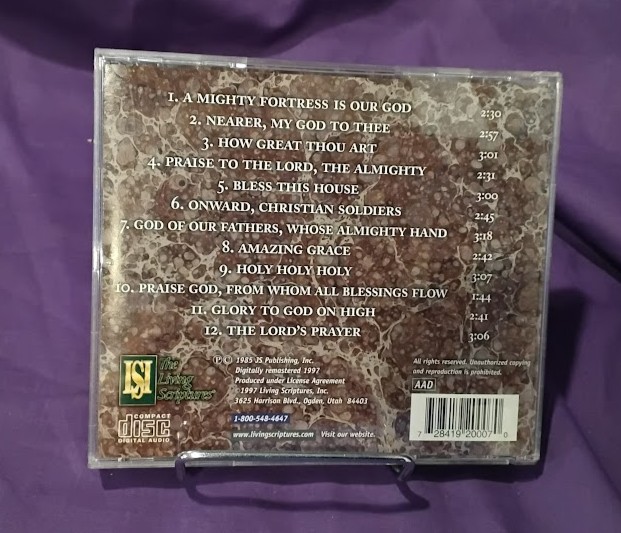 1. A MIGHTY FORTRESS IS OUR GOD 2:30
2. NEARER, MY GOD TO THEE 2:57
3. HOW GREAT THOU ART 3:01
4. PRAISE TO THE LORD, THE ALMIGHTY 2:31
5. BLESS THIS HOUSE 3:00
6. ONWARD, CHRISTIAN SOLDIERS 2:45
7. GOD OF OUR FATHERS, WHOSE ALMIGHTY HAND 3:18
8. AMAZING GRACE 2:42
9. HOLY HOLY HOLY 3:07
10. PRAISE GOD, FROM WHOM ALL BLESSINGS FLOW 1:44
11. GLORY TO GOD ON HIGH 2:41
12. THE LORD'S PRAYER 3:06
LSI
The
Living
Scriptures
℗ © 1985 JS Publishing, Inc.
Digitally remastered 1997
Produced under License Agreement
©1997 Living Scriptures, Inc.
3625 Harrison Blvd., Ogden, Utah 84403
1-800-548-4647
www.livingscriptures.com Visit our website.
COMPACT
disc
DIGITAL AUDIO
All rights reserved. Unauthorized copying
and reproduction is prohibited.
AAD
7 28419 20007 0